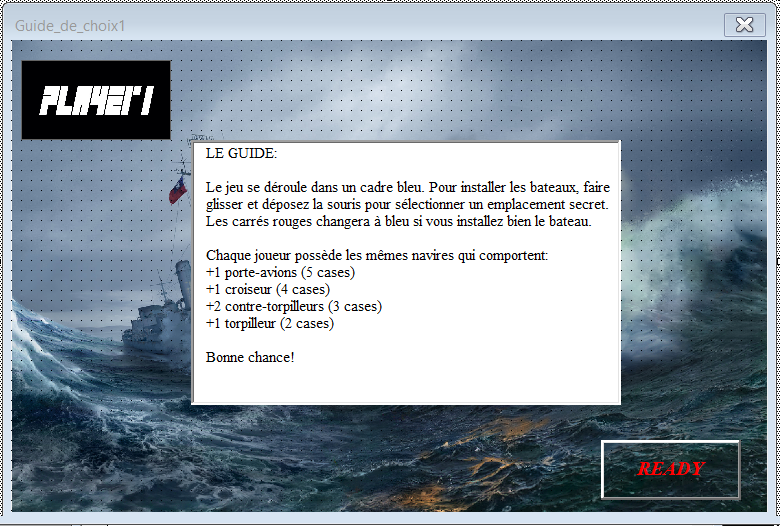 Guide_de_choix1
PLAYER 1
LE GUIDE:
Le jeu se déroule dans un cadre bleu. Pour installer les bateaux, faire
glisser et déposez la souris pour sélectionner un emplacement secret.
Les carrés rouges changera à bleu si vous installez bien le bateau.
Chaque joueur possède les mêmes navires qui comportent:
+1 porte-avions (5 cases)
+1 croiseur (4 cases)
+2 contre-torpilleurs (3 cases)
+1 torpilleur (2 cases)
Bonne chance!
READY